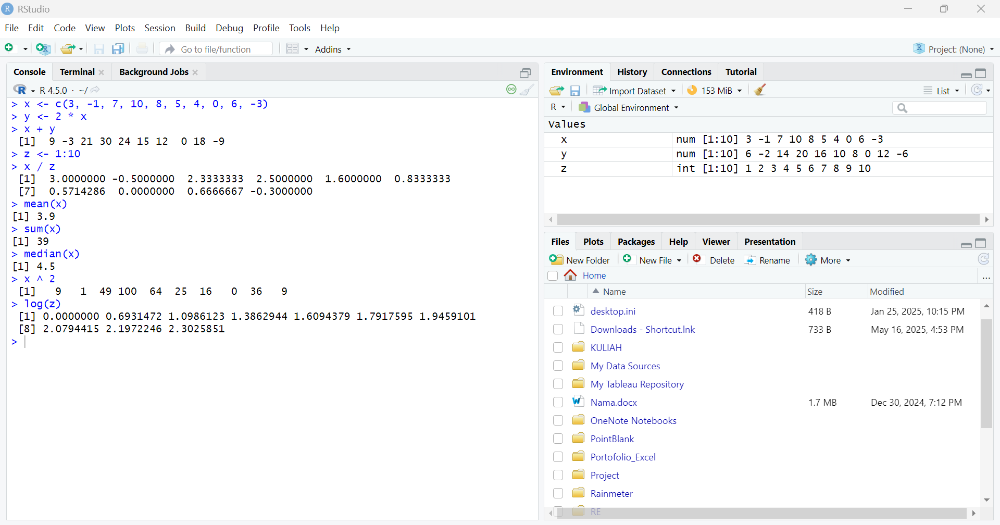 RStudio
File Edit Code View Plots Session Build Debug Profile Tools Help
Go to file/function Addins Project: (None)
Console Terminal Background Jobs
R 4.5.0 · ~/
> x <- c(3, -1, 7, 10, 8, 5, 4, 0, 6, -3)
> y <- 2 * x
> x + y
[1] 9 -3 21 30 24 15 12 0 18 -9
> z <- 1:10
> x / z
[1] 3.0000000 -0.5000000 2.3333333 2.5000000 1.6000000 0.8333333
[7] 0.5714286 0.0000000 0.6666667 -0.3000000
> mean(x)
[1] 3.9
> sum(x)
[1] 39
> median(x)
[1] 4.5
> x ^ 2
[1] 9 1 49 100 64 25 16 0 36 9
> log(z)
[1] 0.0000000 0.6931472 1.0986123 1.3862944 1.6094379 1.7917595 1.9459101
[8] 2.0794415 2.1972246 2.3025851
>
Environment History Connections Tutorial
Import Dataset 153 MiB List
R Global Environment
Values
x num [1:10] 3 -1 7 10 8 5 4 0 6 -3
y num [1:10] 6 -2 14 20 16 10 8 0 12 -6
z int [1:10] 1 2 3 4 5 6 7 8 9 10
Files Plots Packages Help Viewer Presentation
New Folder New File Delete Rename More
Home ...
Name Size Modified
desktop.ini 418 B Jan 25, 2025, 10:15 PM
Downloads - Shortcut.lnk 733 B May 16, 2025, 4:53 PM
KULIAH
My Data Sources
My Tableau Repository
Nama.docx 1.7 MB Dec 30, 2024, 7:12 PM
OneNote Notebooks
PointBlank
Portofolio_Excel
Project
Rainmeter
RE